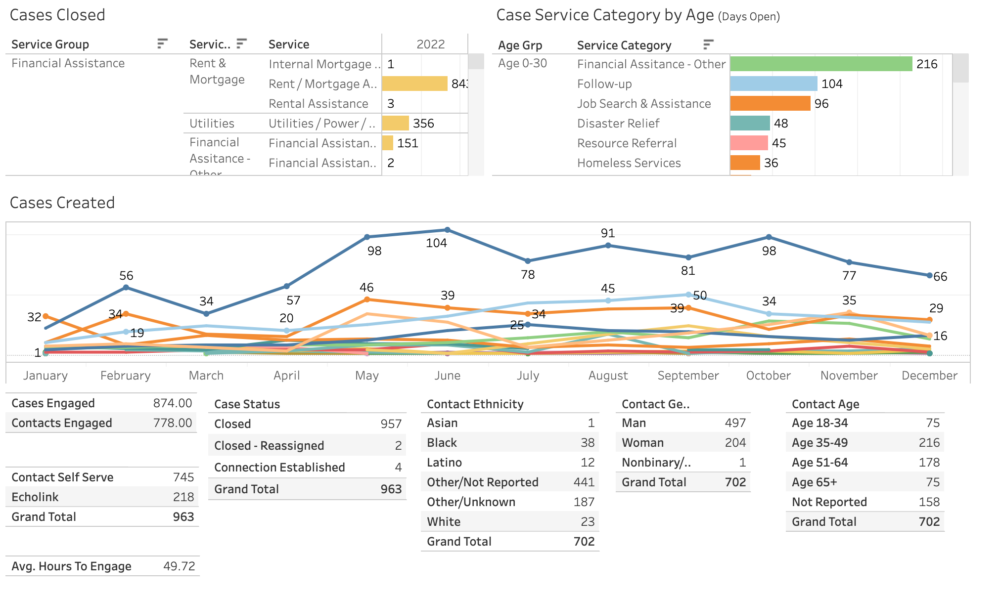 Cases Closed
Service Group Servic.. Service 2022
Financial Assistance Rent & Mortgage Internal Mortgage .. 1
Rent / Mortgage A.. 843
Rental Assistance 3
Utilities Utilities / Power / .. 356
Financial Assitance - Other Financial Assistan.. 151
Financial Assistan.. 2
Case Service Category by Age (Days Open)
Age Grp Service Category
Age 0-30 Financial Assitance - Other 216
Follow-up 104
Job Search & Assistance 96
Disaster Relief 48
Resource Referral 45
Homeless Services 36
Cases Created
56 34 57 98 104 78 91 81 98 77 66
32 34 19 20 46 39 34 25 45 50 39 34 35 29 16
1
January February March April May June July August September October November December
Cases Engaged 874.00
Contacts Engaged 778.00
Contact Self Serve 745
Echolink 218
Grand Total 963
Avg. Hours To Engage 49.72
Case Status
Closed 957
Closed - Reassigned 2
Connection Established 4
Grand Total 963
Contact Ethnicity
Asian 1
Black 38
Latino 12
Other/Not Reported 441
Other/Unknown 187
White 23
Grand Total 702
Contact Ge..
Man 497
Woman 204
Nonbinary/.. 1
Grand Total 702
Contact Age
Age 18-34 75
Age 35-49 216
Age 51-64 178
Age 65+ 75
Not Reported 158
Grand Total 702